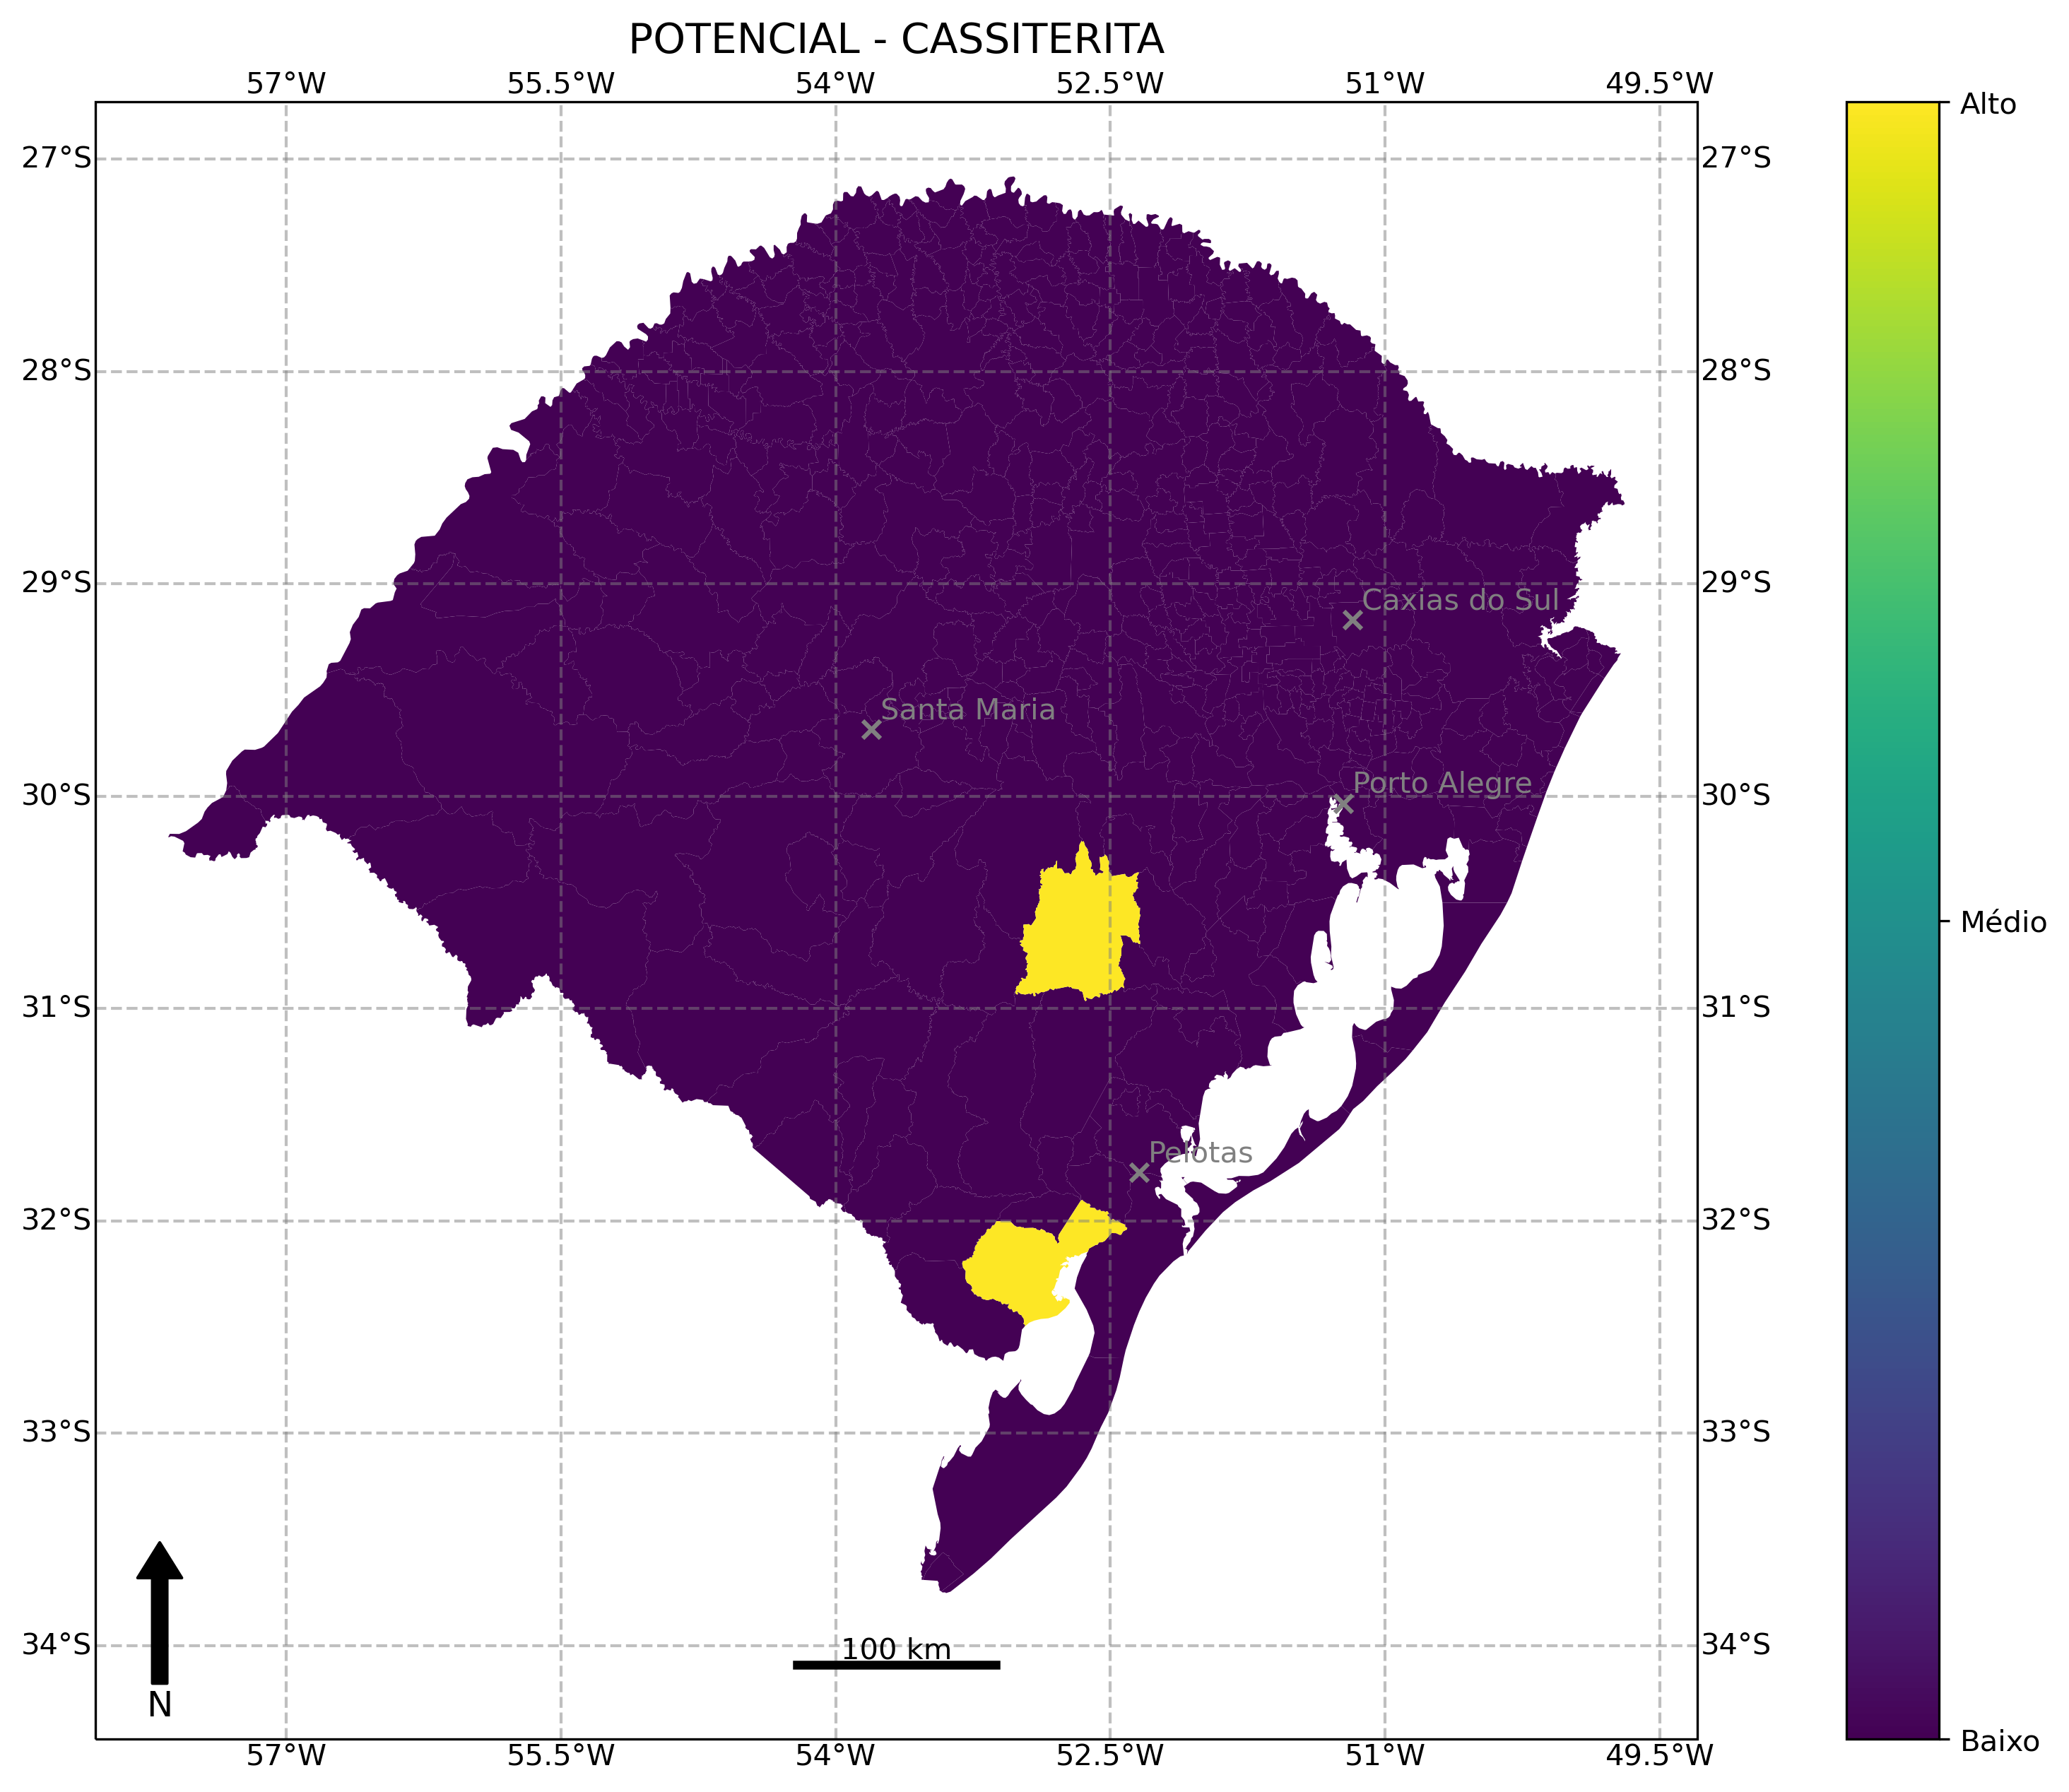 POTENCIAL - CASSITERITA
57°W 55.5°W 54°W 52.5°W 51°W 49.5°W
Alto
27°S 27°S
28°S 28°S
29°S 29°S
Caxias do Sul
Santa Maria
Porto Alegre
30°S 30°S
Médio
31°S 31°S
Pelotas
32°S 32°S
33°S 33°S
34°S 34°S
100 km
N
Baixo
57°W 55.5°W 54°W 52.5°W 51°W 49.5°W